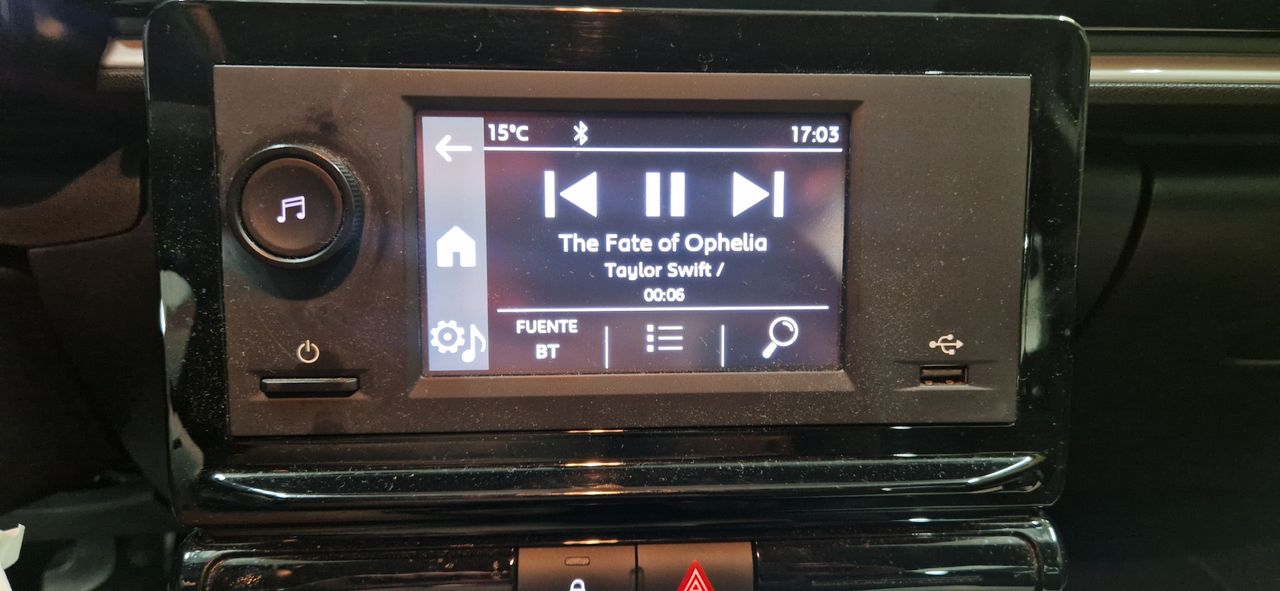 15°C 17:03
The Fate of Ophelia
Taylor Swift /
00:06
FUENTE
BT